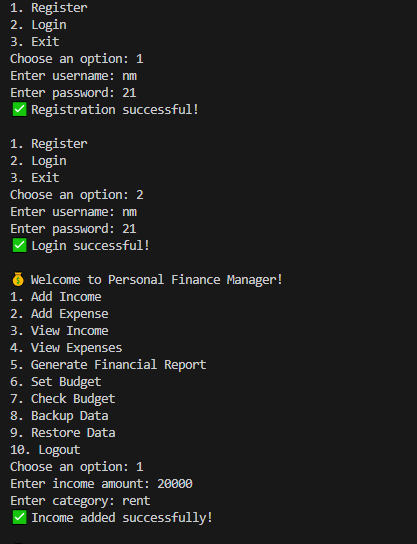 1. Register
2. Login
3. Exit
Choose an option: 1
Enter username: nm
Enter password: 21
✅ Registration successful!
1. Register
2. Login
3. Exit
Choose an option: 2
Enter username: nm
Enter password: 21
✅ Login successful!
💰 Welcome to Personal Finance Manager!
1. Add Income
2. Add Expense
3. View Income
4. View Expenses
5. Generate Financial Report
6. Set Budget
7. Check Budget
8. Backup Data
9. Restore Data
10. Logout
Choose an option: 1
Enter income amount: 20000
Enter category: rent
✅ Income added successfully!